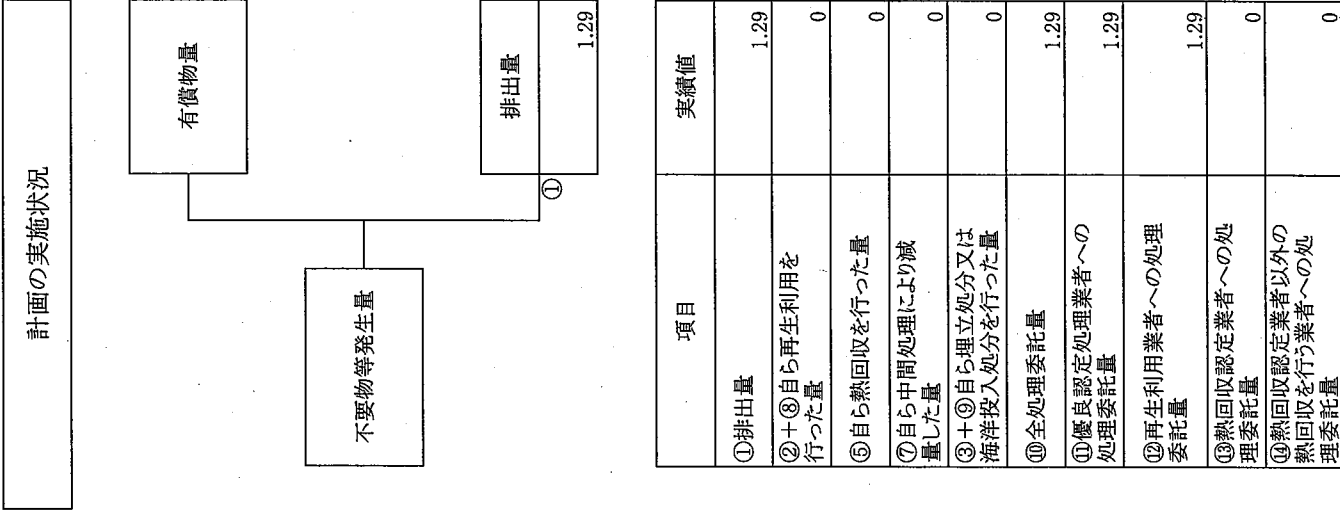 計画の実施状況
有償物量
不要物等発生量
排出量
① 1.29
項目 実績値
①排出量 1.29
②+⑧自ら再生利用を
行った量 0
⑤自ら熱回収を行った量 0
⑦自ら中間処理により減
量した量 0
③+⑨自ら埋立処分又は
海洋投入処分を行った量 0
⑩全処理委託量 1.29
⑪優良認定処理業者への
処理委託量 1.29
⑫再生利用業者への処理
委託量 1.29
⑬熱回収認定業者への処
理委託量 0
⑭熱回収認定業者以外の
熱回収を行う業者への処
理委託量 0